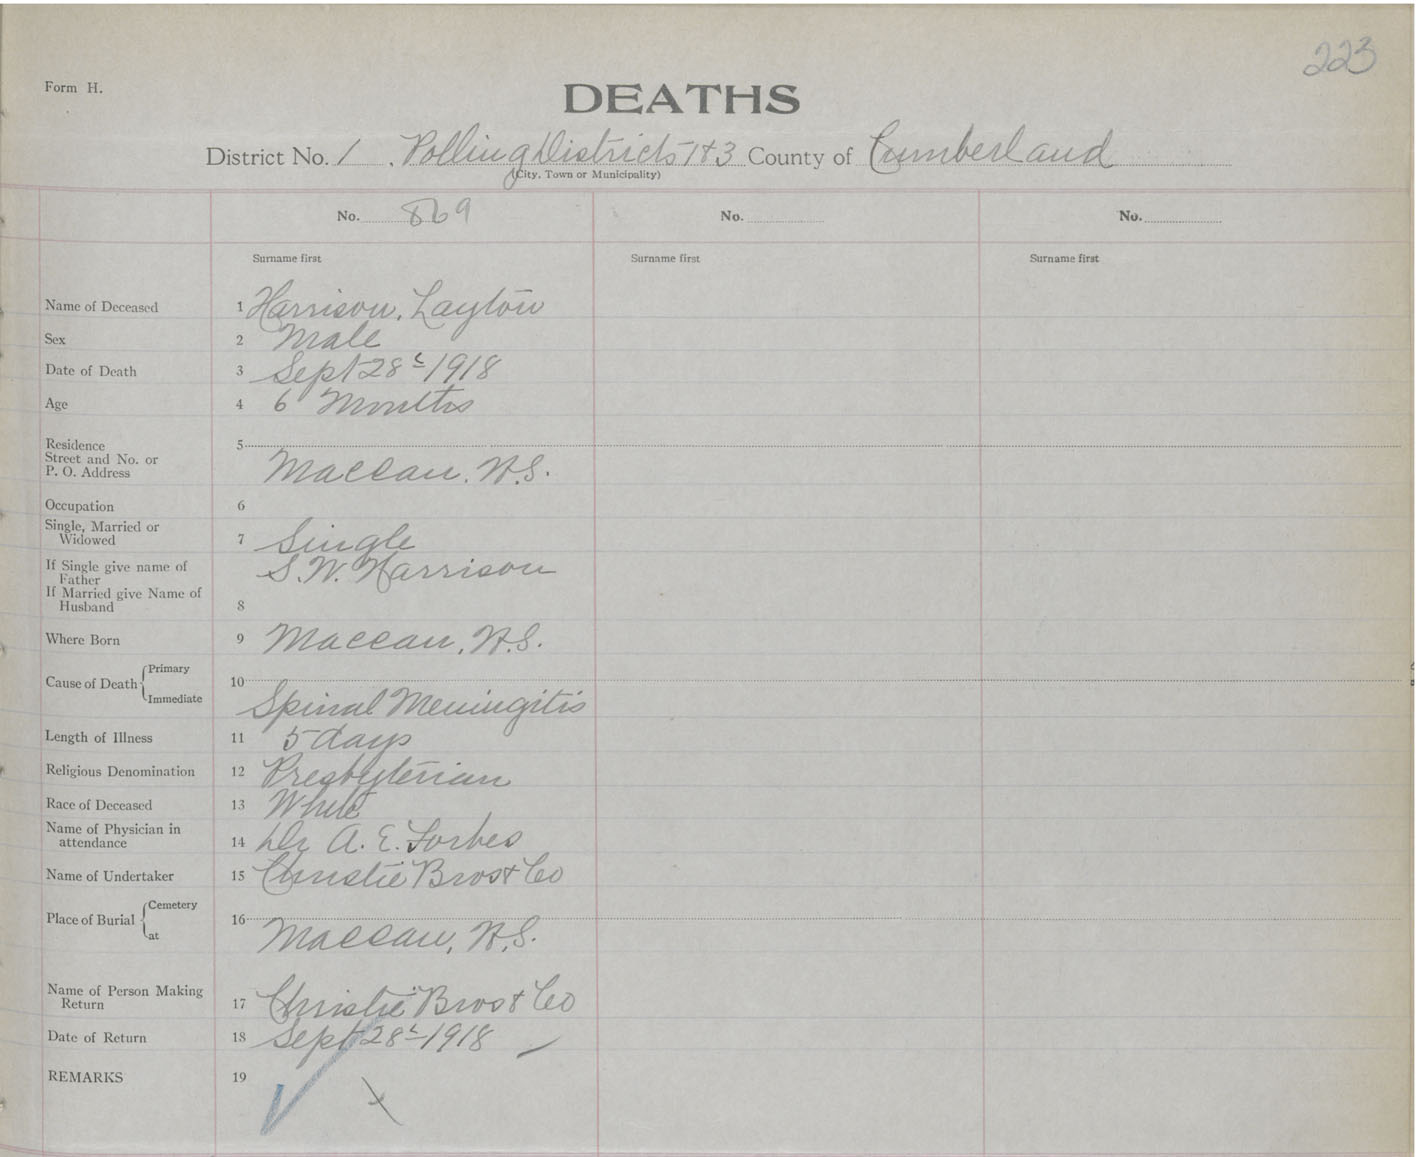 223
Form H.
DEATHS
District No. 1, Polling Districts 1 & 3 County of Cumberland
(City, Town or Municipality)
No. 869 No. No.
Surname first Surname first Surname first
Name of Deceased 1 Harrison, Layton
Sex 2 Male
Date of Death 3 Sept 28th 1918
Age 4 6 Months
Residence 5
Street and No. or
P. O. Address Maccan, N.S.
Occupation 6
Single, Married or
Widowed 7 Single
If Single give name of
Father S. W. Harrison
If Married give Name of
Husband 8
Where Born 9 Maccan, N.S.
Cause of Death Primary
10
Immediate Spinal Meningitis
Length of Illness 11 5 days
Religious Denomination 12 Presbyterian
Race of Deceased 13 White
Name of Physician in
attendance 14 Dr A. E. Forbes
Name of Undertaker 15 Christie Bros & Co
Place of Burial Cemetery
16
at Maccan, N.S.
Name of Person Making
Return 17 Christie Bros & Co
Date of Return 18 Sept 28th 1918
REMARKS 19